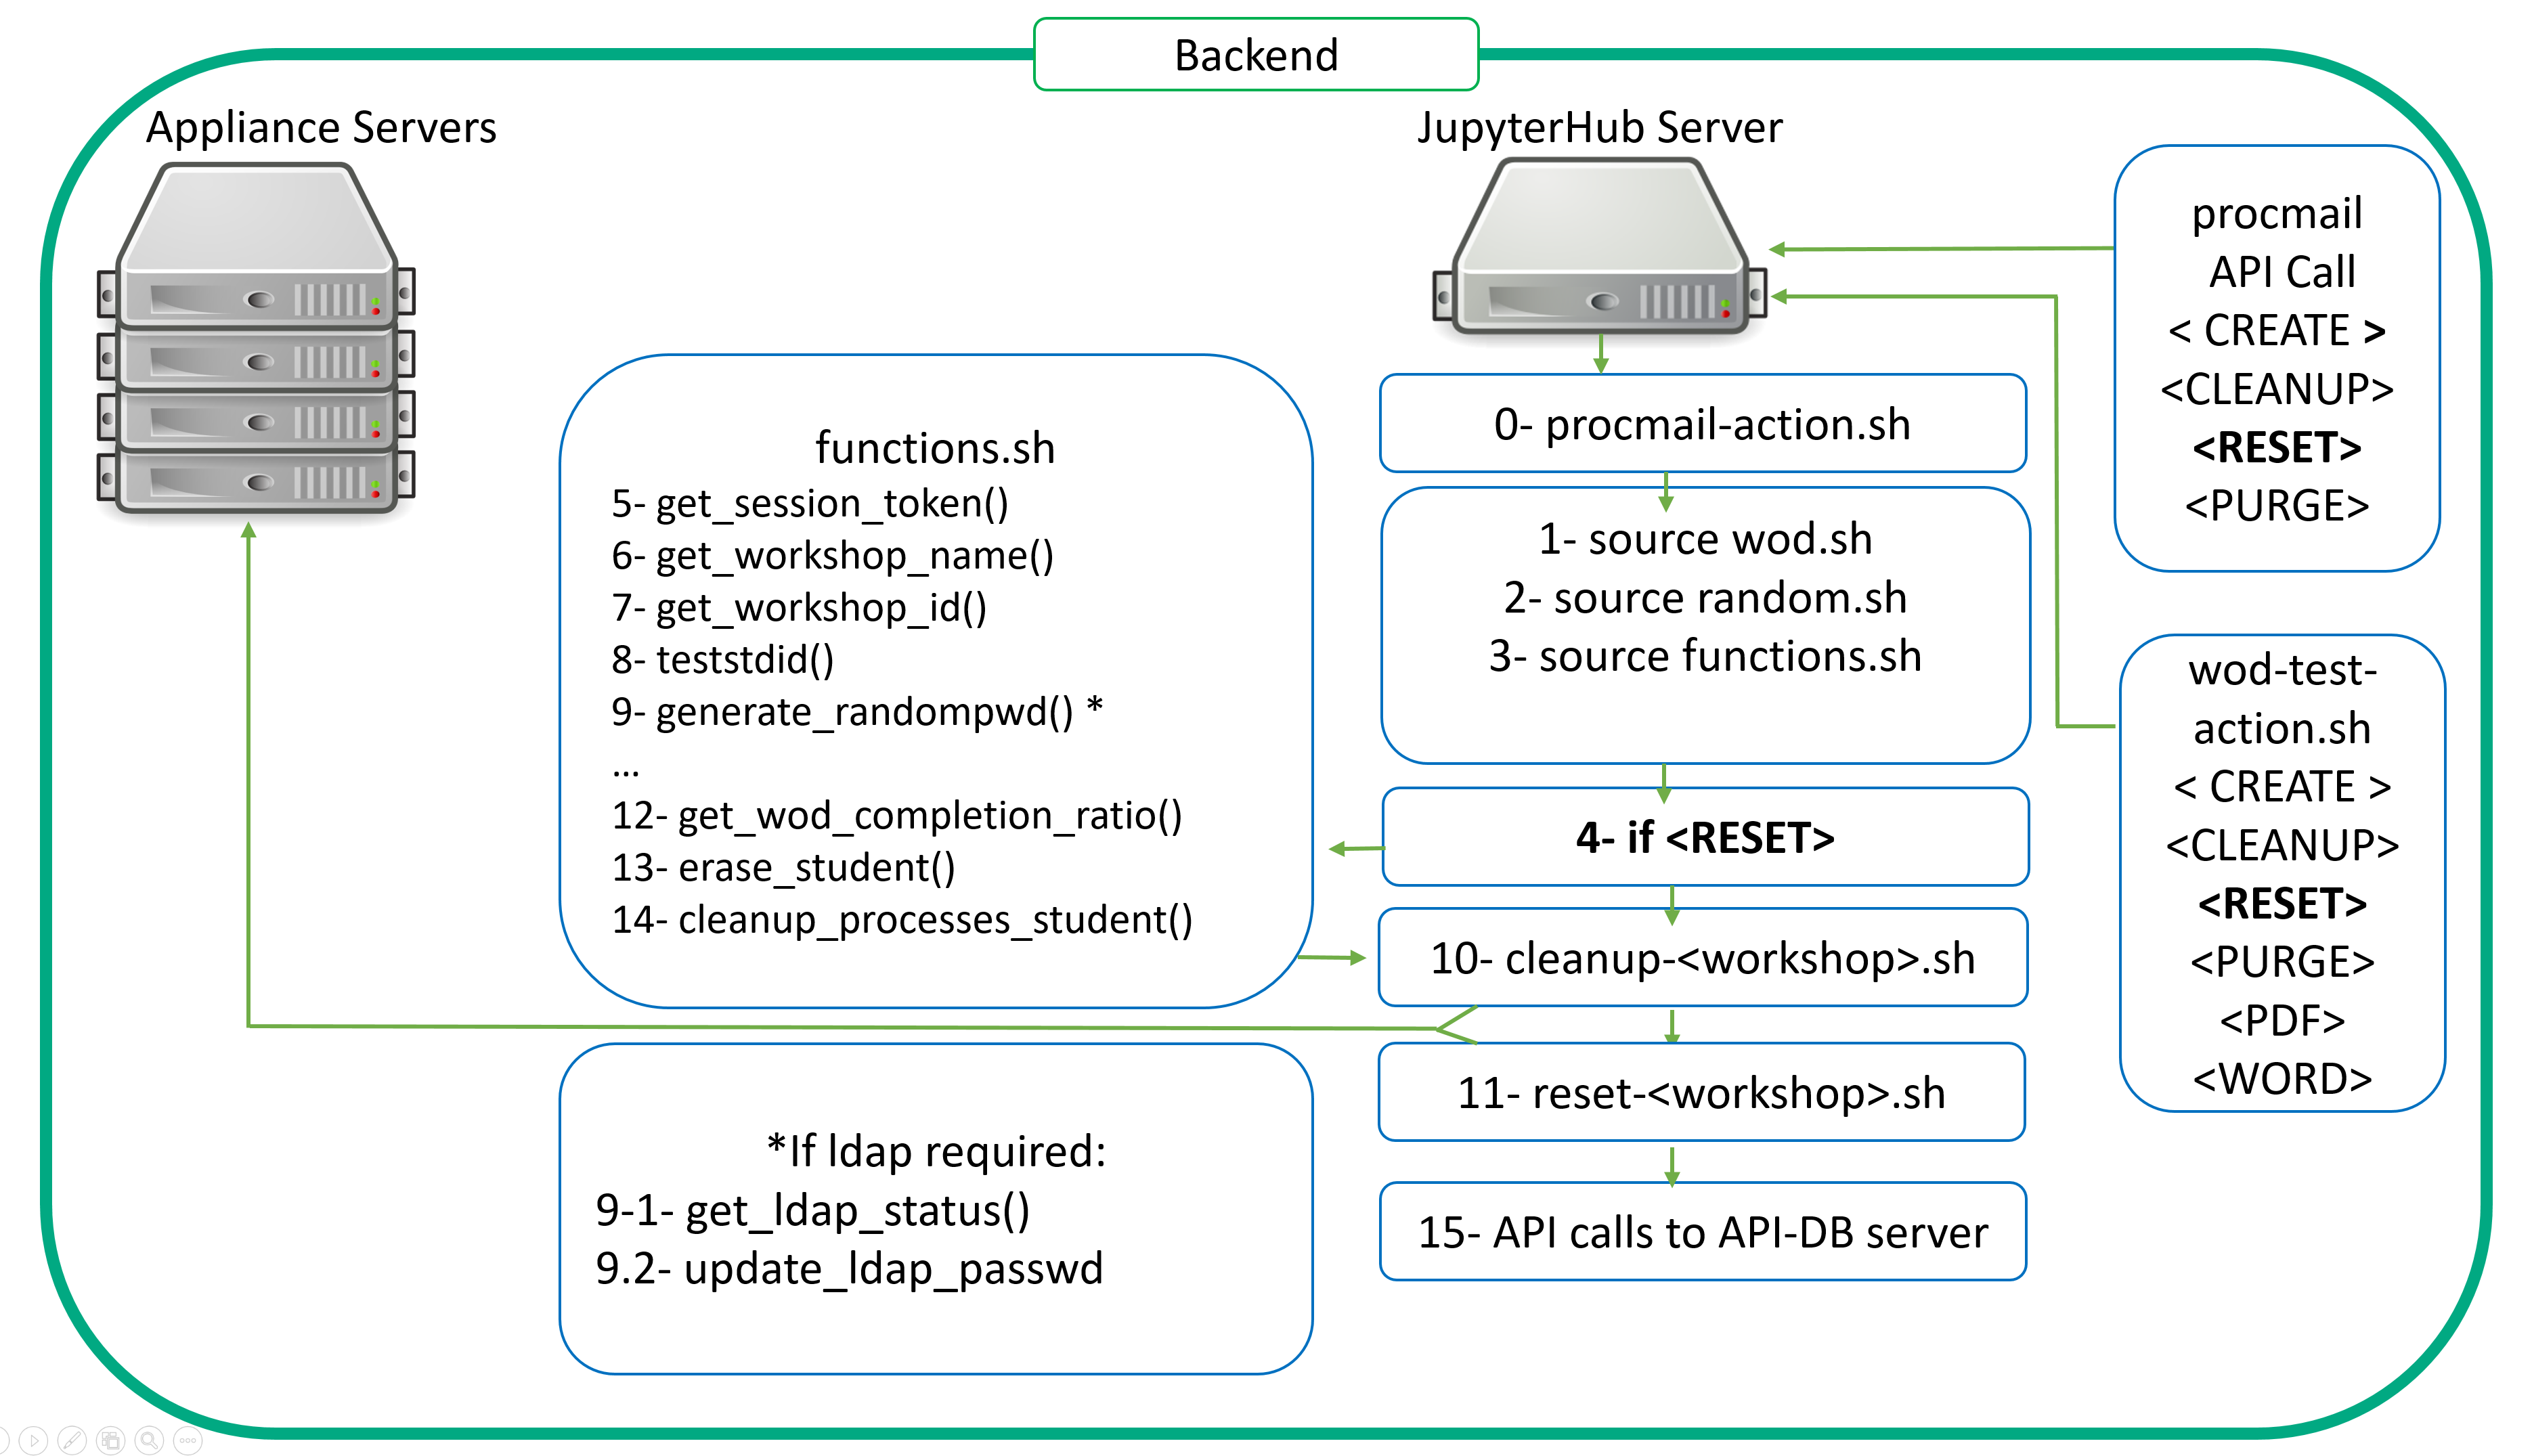 Backend
Appliance Servers
JupyterHub Server
procmail
API Call
< CREATE >
<CLEANUP>
<RESET>
<PURGE>
0- procmail-action.sh
functions.sh
5- get_session_token()
6- get_workshop_name()
7- get_workshop_id()
8- teststdid()
9- generate_randompwd() *
...
12- get_wod_completion_ratio()
13- erase_student()
14- cleanup_processes_student()
1- source wod.sh
2- source random.sh
3- source functions.sh
4- if <RESET>
10- cleanup-<workshop>.sh
11- reset-<workshop>.sh
15- API calls to API-DB server
wod-test-
action.sh
< CREATE >
<CLEANUP>
<RESET>
<PURGE>
<PDF>
<WORD>
*If ldap required:
9-1- get_ldap_status()
9.2- update_ldap_passwd